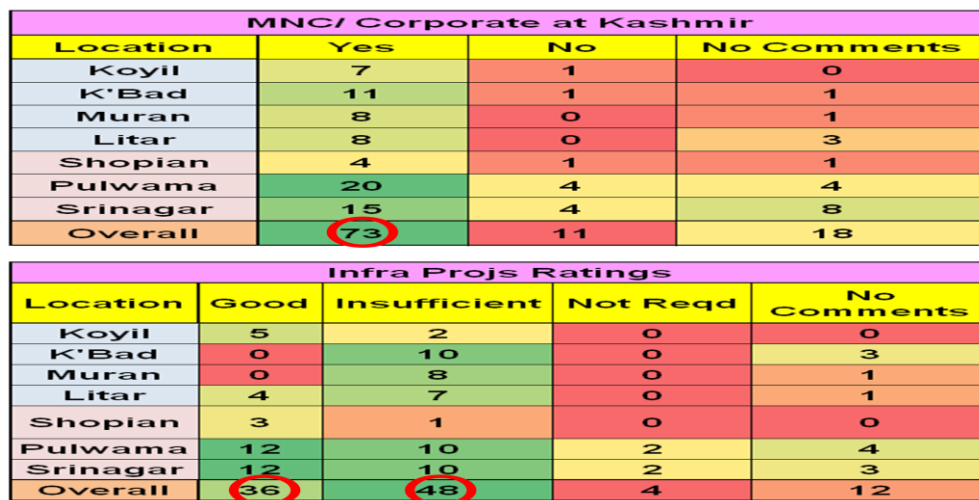 MNC/ Corporate at Kashmir
Location Yes No No Comments
Koyil 7 1 0
K'Bad 11 1 1
Muran 8 0 1
Litar 8 0 3
Shopian 4 1 1
Pulwama 20 4 4
Srinagar 15 4 8
Overall 73 11 18
Infra Projs Ratings
Location Good Insufficient Not Reqd No Comments
Koyil 5 2 0 0
K'Bad 0 10 0 3
Muran 0 8 0 1
Litar 4 7 0 1
Shopian 3 1 0 0
Pulwama 12 10 2 4
Srinagar 12 10 2 3
Overall 36 48 4 12